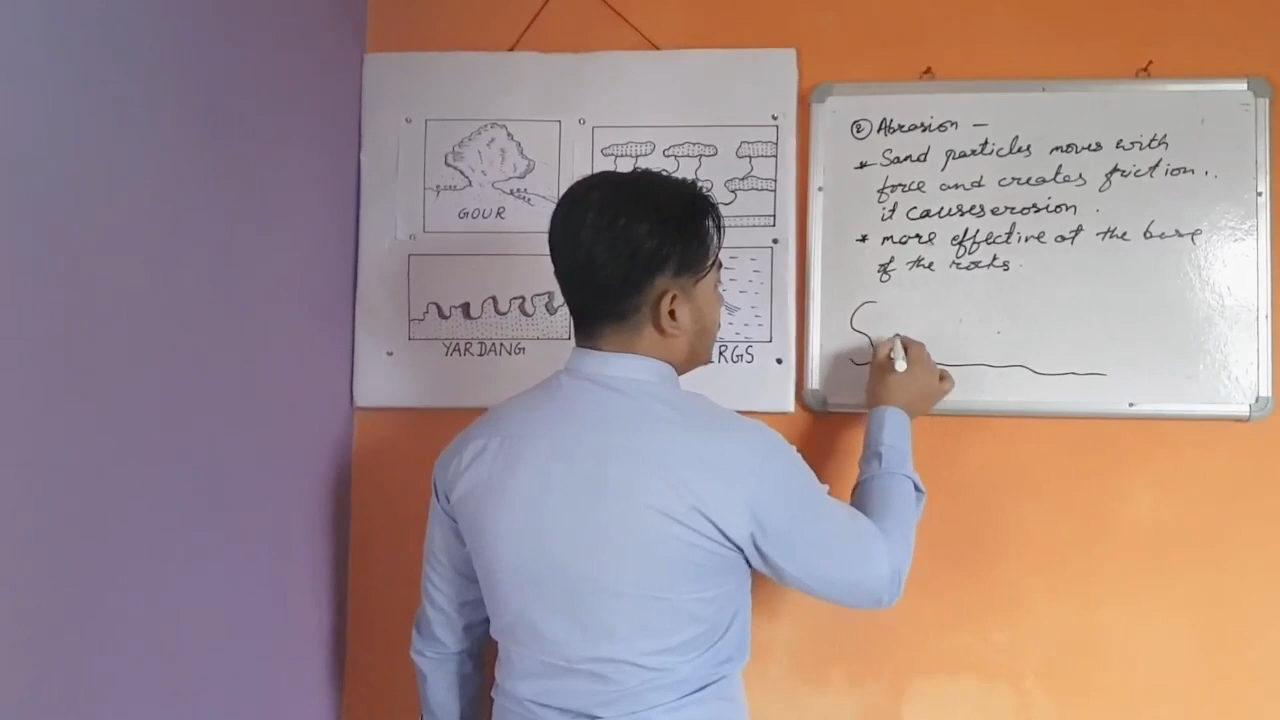 GOUR
YARDANG
ERGS
② Abrasion –
* Sand particles moves with
force and creates friction..
it causes erosion.
* more effective at the base
of the rocks.